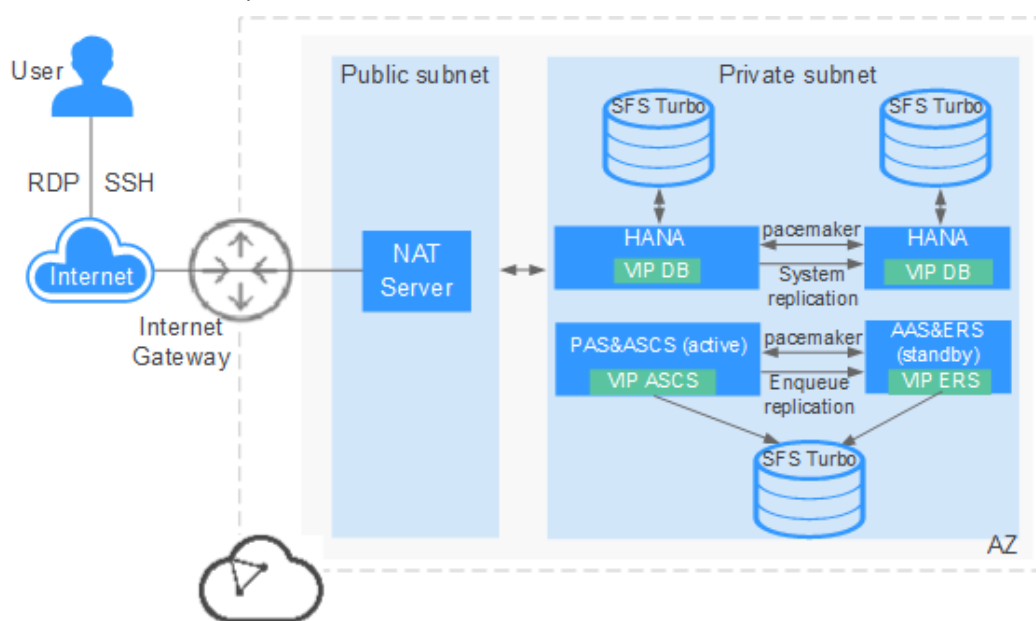 User
RDP
SSH
Internet
Internet
Gateway
Public subnet
NAT
Server
Private subnet
SFS Turbo
SFS Turbo
HANA
VIP DB
pacemaker
System
replication
HANA
VIP DB
PAS&ASCS (active)
VIP ASCS
pacemaker
Enqueue
replication
AAS&ERS
(standby)
VIP ERS
SFS Turbo
AZ